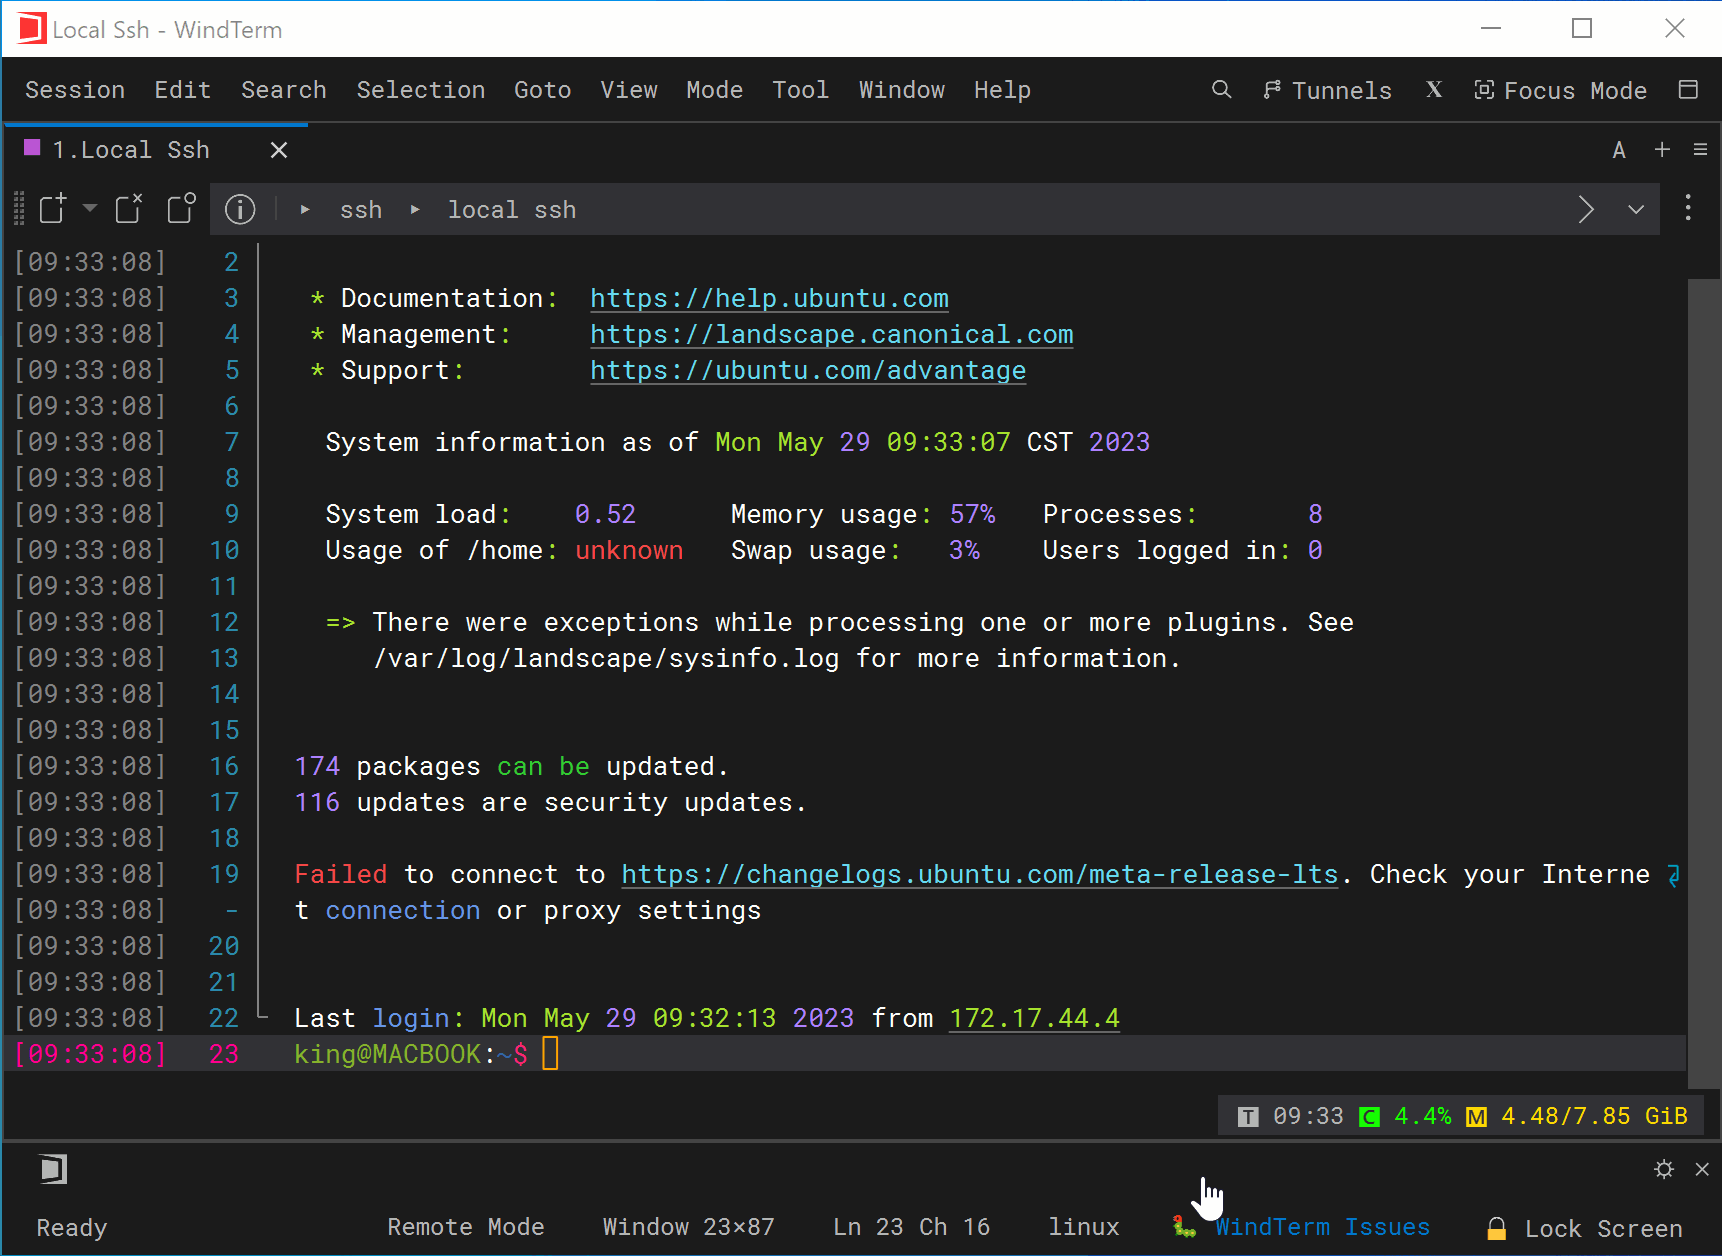 Local Ssh - WindTerm
Session Edit Search Selection Goto View Mode Tool Window Help Tunnels X Focus Mode
1.Local Ssh A
ssh local ssh
[09:33:08] 2
[09:33:08] 3 * Documentation: https://help.ubuntu.com
[09:33:08] 4 * Management: https://landscape.canonical.com
[09:33:08] 5 * Support: https://ubuntu.com/advantage
[09:33:08] 6
[09:33:08] 7 System information as of Mon May 29 09:33:07 CST 2023
[09:33:08] 8
[09:33:08] 9 System load: 0.52 Memory usage: 57% Processes: 8
[09:33:08] 10 Usage of /home: unknown Swap usage: 3% Users logged in: 0
[09:33:08] 11
[09:33:08] 12 => There were exceptions while processing one or more plugins. See
[09:33:08] 13 /var/log/landscape/sysinfo.log for more information.
[09:33:08] 14
[09:33:08] 15
[09:33:08] 16 174 packages can be updated.
[09:33:08] 17 116 updates are security updates.
[09:33:08] 18
[09:33:08] 19 Failed to connect to https://changelogs.ubuntu.com/meta-release-lts. Check your Interne
[09:33:08] - t connection or proxy settings
[09:33:08] 20
[09:33:08] 21
[09:33:08] 22 Last login: Mon May 29 09:32:13 2023 from 172.17.44.4
[09:33:08] 23 king@MACBOOK:~$
T 09:33 C 4.4% M 4.48/7.85 GiB
Ready Remote Mode Window 23×87 Ln 23 Ch 16 linux WindTerm Issues Lock Screen